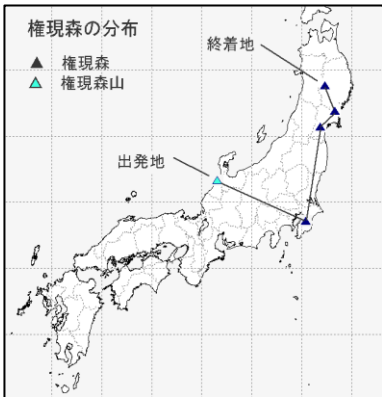 権現森の分布
▲ 権現森
▲ 権現森山
終着地
出発地